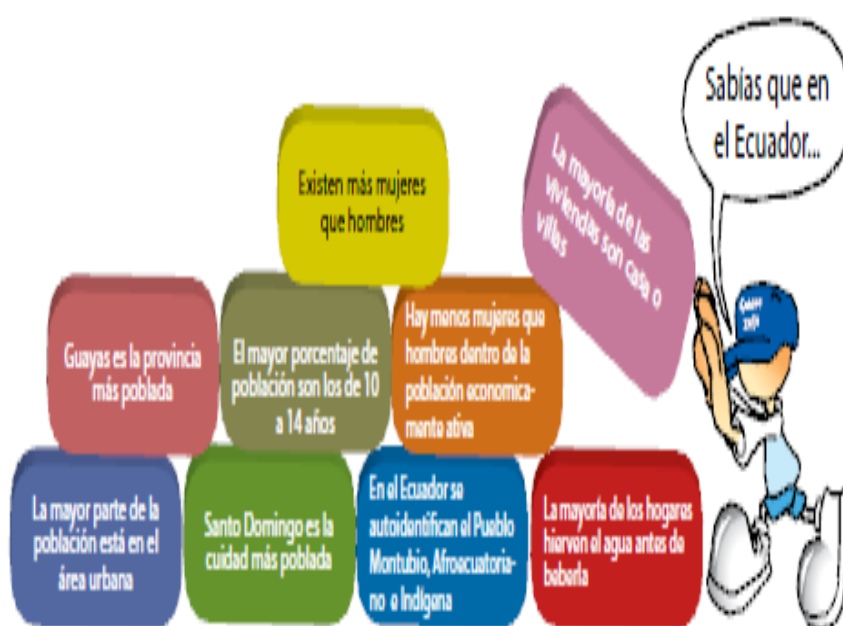 Sabías que en
el Ecuador...
Existen más mujeres
que hombres
La mayoría de las
viviendas son casa o
villas
Guayas es la provincia
más poblada
El mayor porcentaje de
población son los de 10
a 14 años
Hay menos mujeres que
hombres dentro de la
población economica-
mente ativa
La mayor parte de la
población está en el
área urbana
Santo Domingo es la
cuidad más poblada
En el Ecuador se
autoidentifican el Pueblo
Montubio, Afroecuatoria-
no e Indígena
La mayoría de los hogares
hierven el agua antes de
beberla